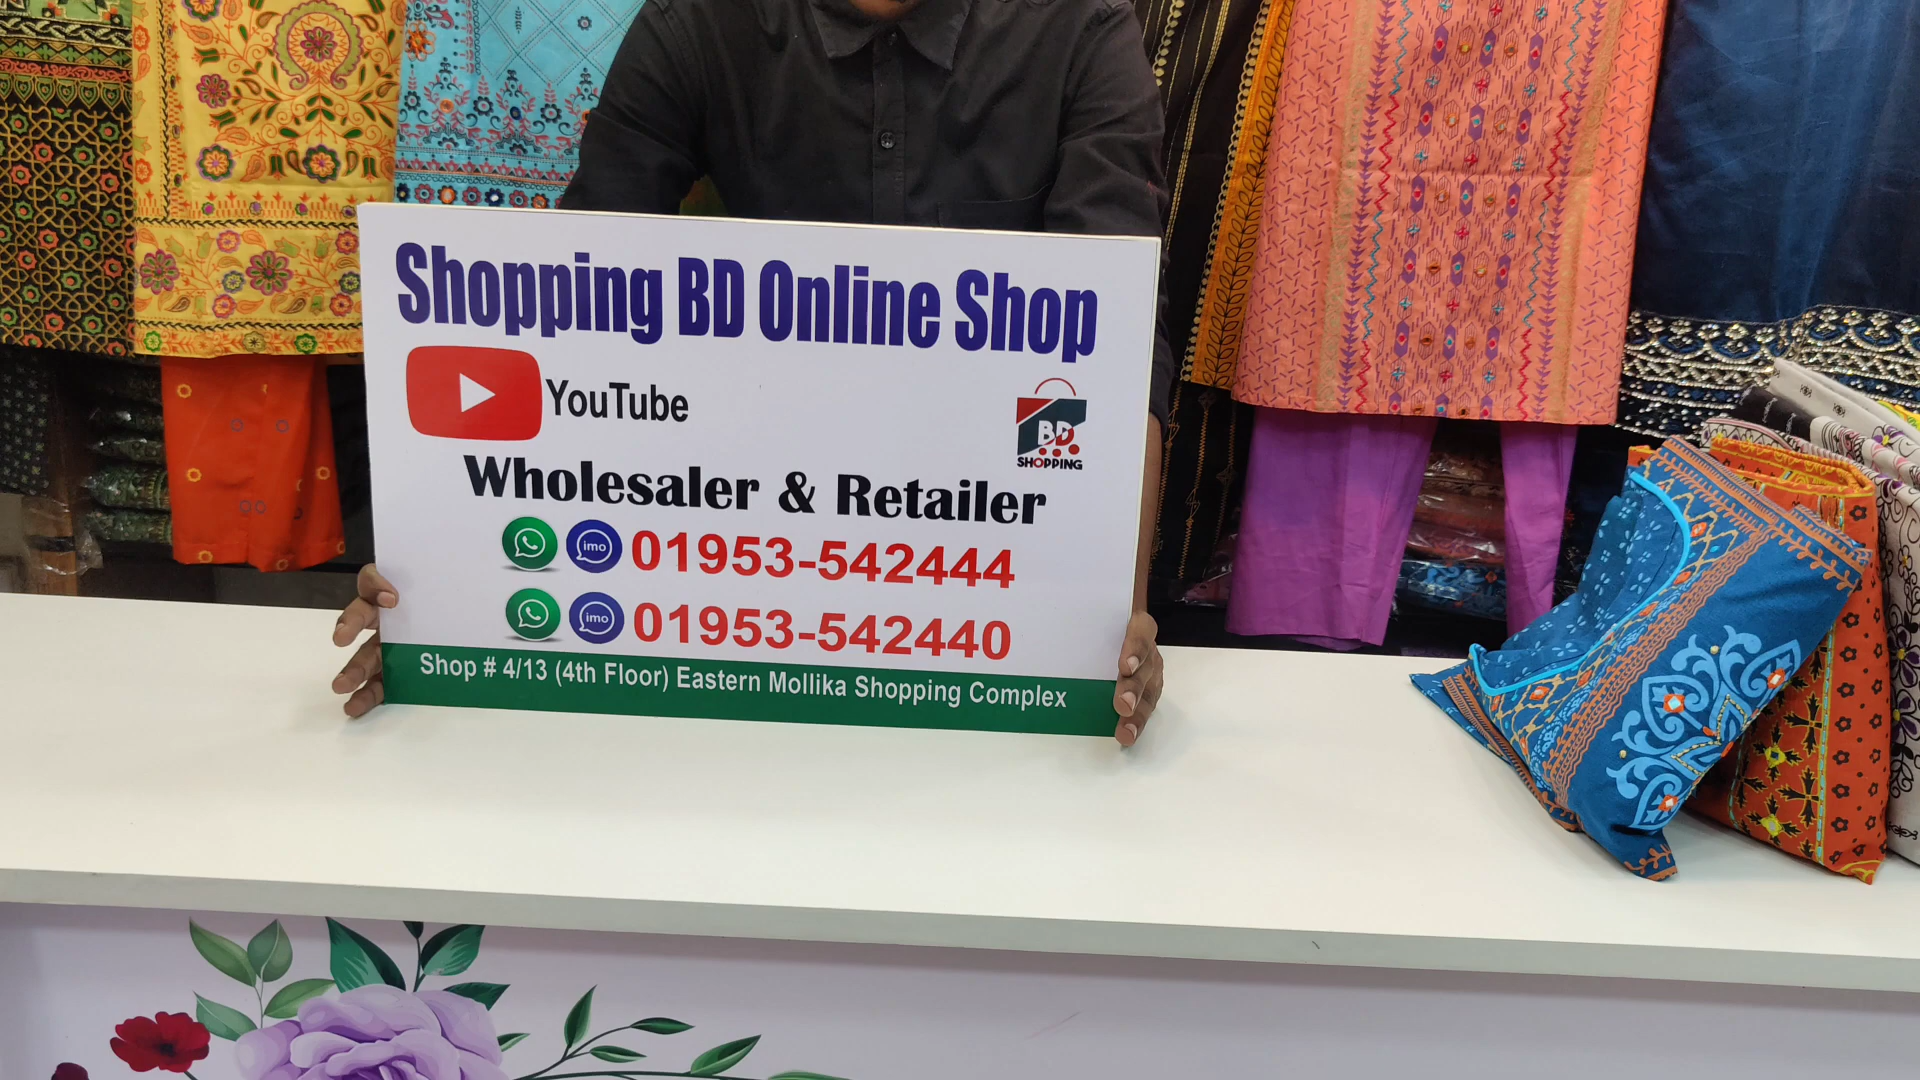 Shopping BD Online Shop
YouTube
BD
SHOPPING
Wholesaler & Retailer
imo 01953-542444
imo 01953-542440
Shop # 4/13 (4th Floor) Eastern Mollika Shopping Complex